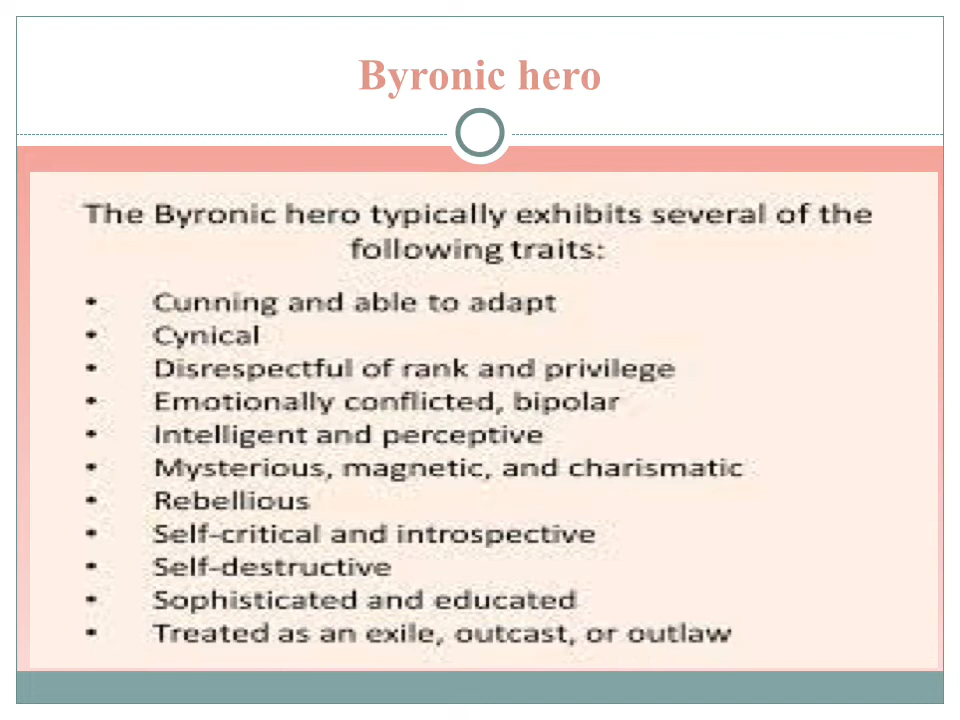 Byronic hero
The Byronic hero typically exhibits several of the
following traits:
• Cunning and able to adapt
• Cynical
• Disrespectful of rank and privilege
• Emotionally conflicted, bipolar
• Intelligent and perceptive
• Mysterious, magnetic, and charismatic
• Rebellious
• Self-critical and introspective
• Self-destructive
• Sophisticated and educated
• Treated as an exile, outcast, or outlaw